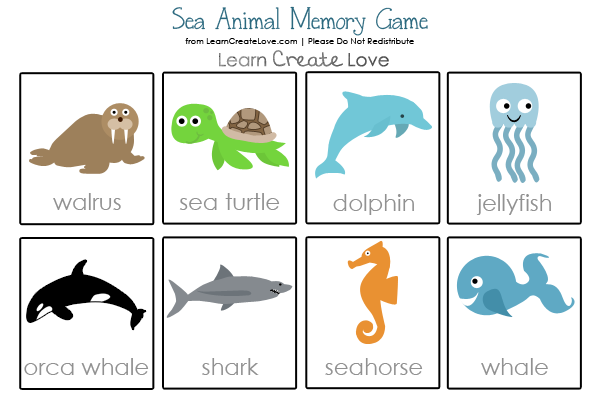 Sea Animal Memory Game
from LearnCreateLove.com | Please Do Not Redistribute
Learn Create Love
walrus
sea turtle
dolphin
jellyfish
orca whale
shark
seahorse
whale